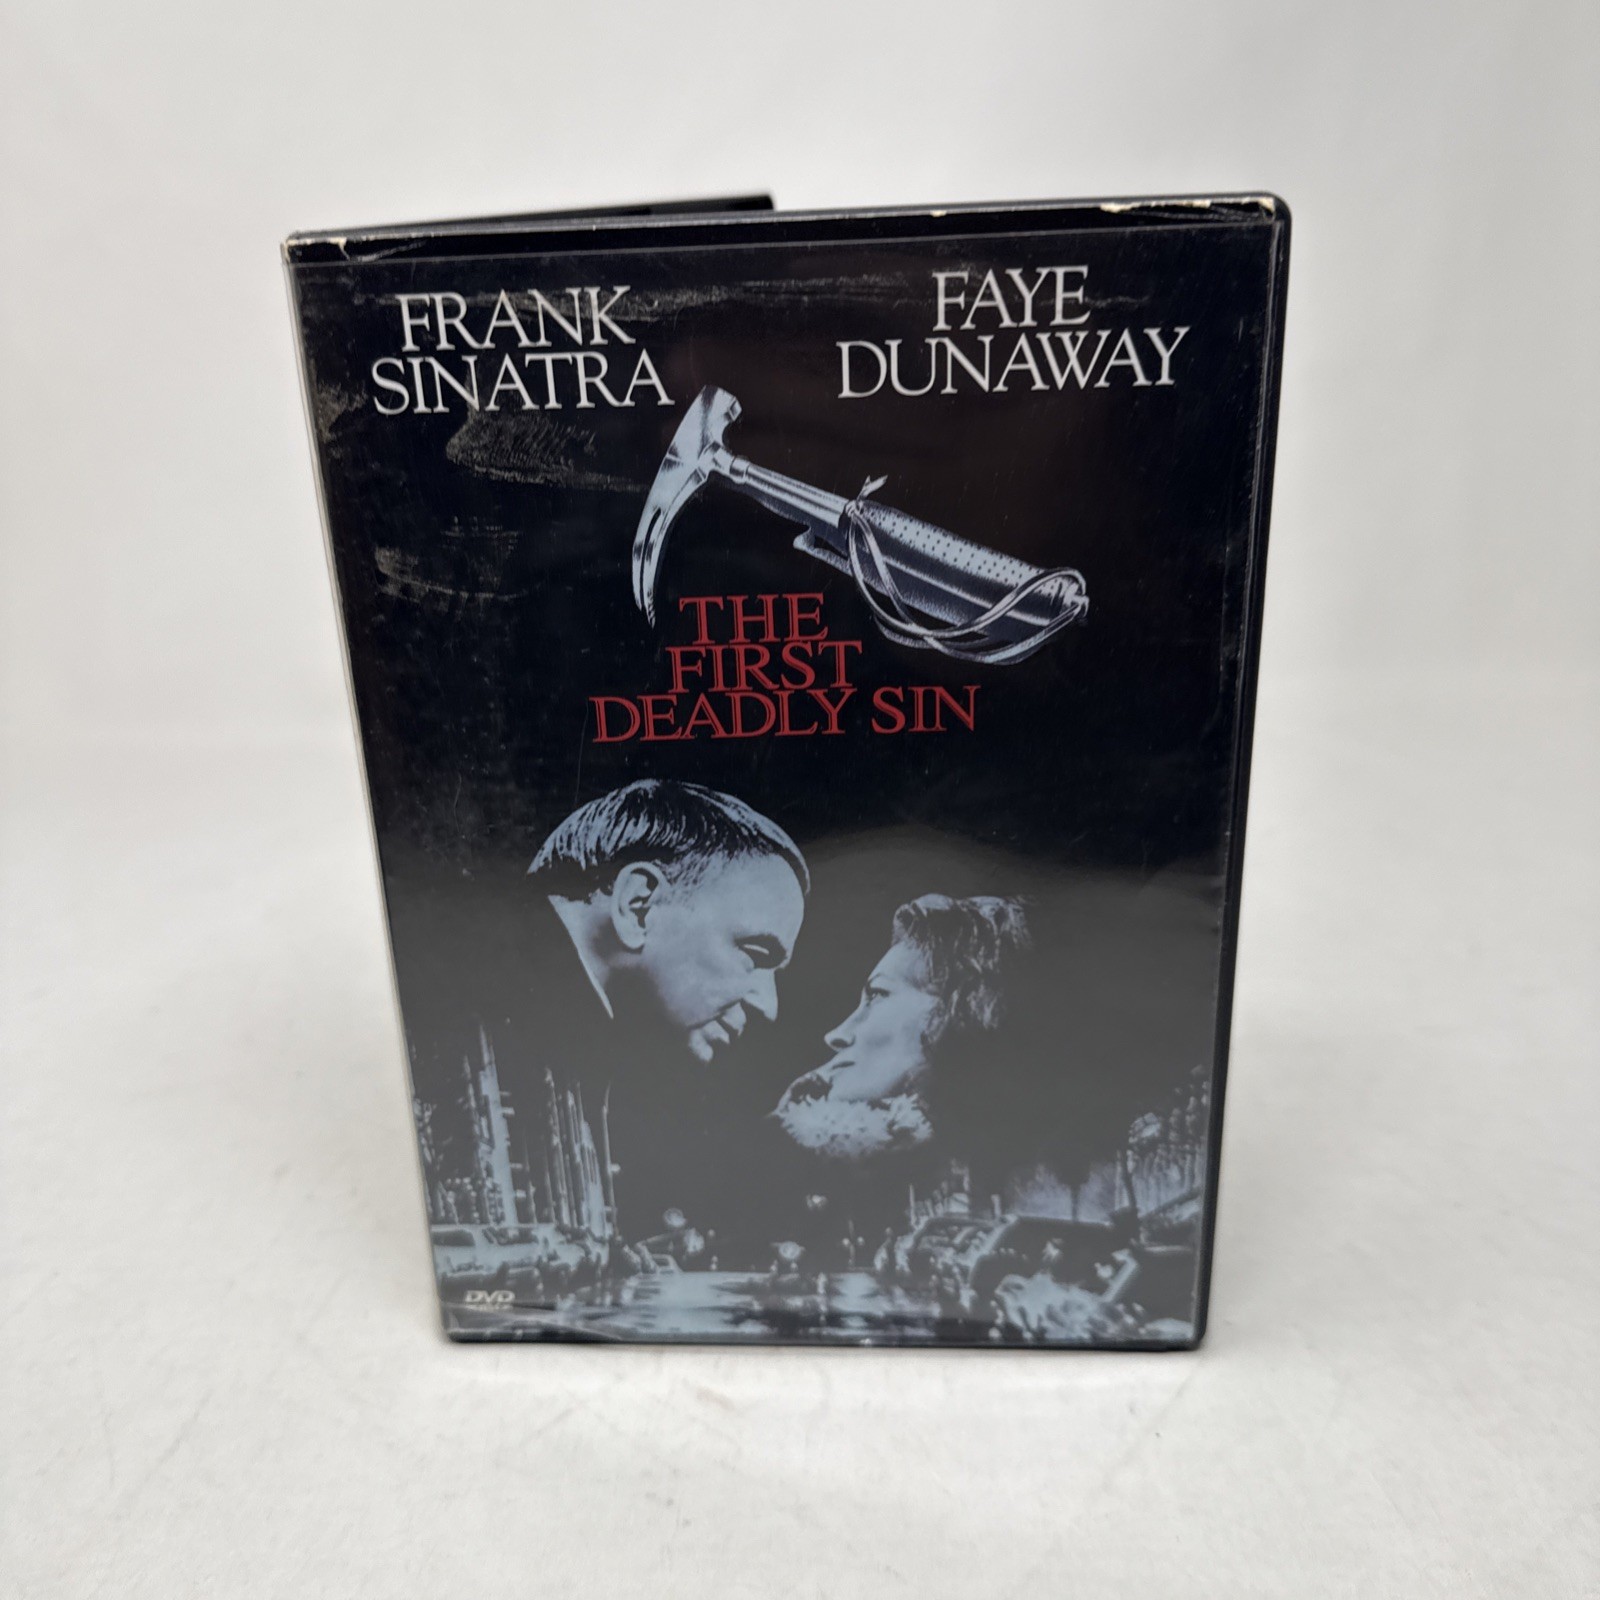 FRANK
SINATRA
FAYE
DUNAWAY
THE
FIRST
DEADLY SIN
DVD